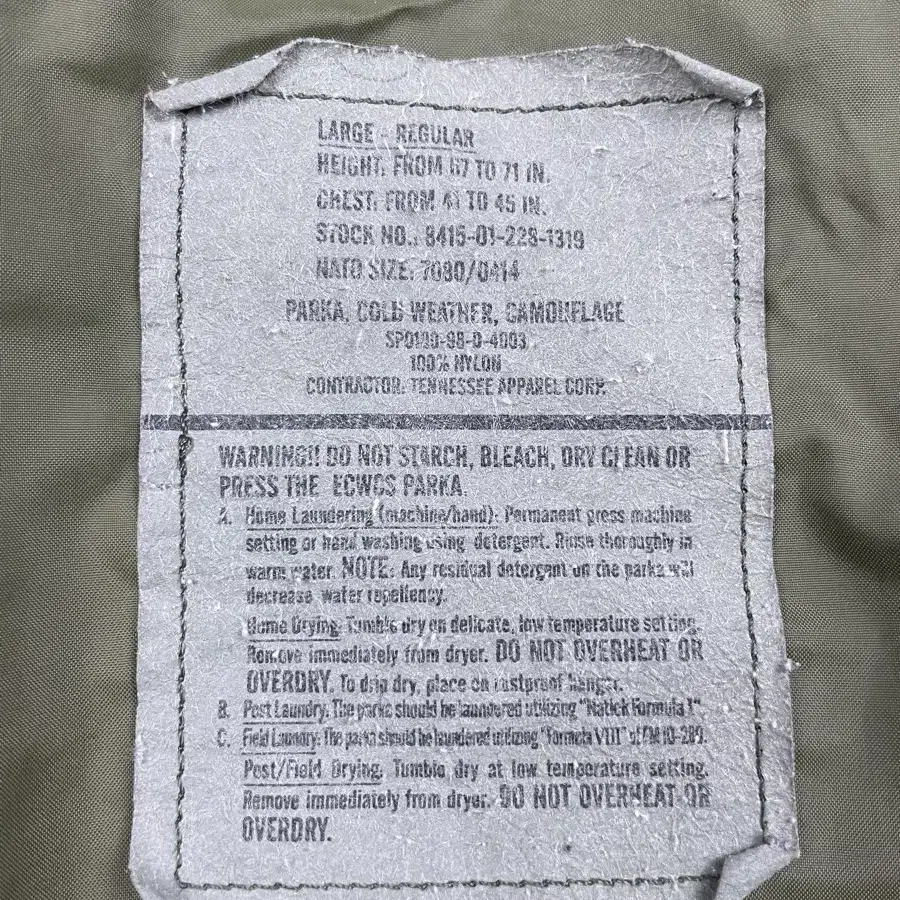 LARGE - REGULAR
HEIGHT: FROM 67 TO 71 IN.
CHEST: FROM 41 TO 45 IN.
STOCK NO.: 8415-01-228-1319
NATO SIZE: 7080/0414
PARKA, COLD WEATHER, CAMOUFLAGE
SPO100-98-D-4003
100% NYLON
CONTRACTOR: TENNESSEE APPAREL CORP.
WARNING!! DO NOT STARCH, BLEACH, DRY CLEAN OR
PRESS THE ECWCS PARKA.
A. Home Laundering (machine/hand): Permanent press machine
setting or hand washing using detergent. Rinse thoroughly in
warm water. NOTE: Any residual detergent on the parka will
decrease water repellency.
Home Drying: Tumble dry on delicate, low temperature setting.
Remove immediately from dryer. DO NOT OVERHEAT OR
OVERDRY. To drip dry, place on rustproof hanger.
B. Post Laundry. The parka should be laundered utilizing "Natick Formula 1".
C. Field Laundry: The parka should be laundered utilizing "Formula VIII" of FM 10-280.
Post/Field Drying. Tumble dry at low temperature setting.
Remove immediately from dryer. DO NOT OVERHEAT OR
OVERDRY.